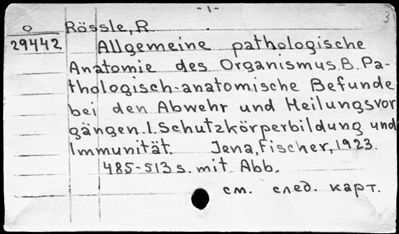 -1-
3
O Rössle, R.
29442 Allgemeine pathologische
Anatomie des Organismus. B. Pa-
thologisch-anatomische Befunde
bei den Abwehr und Heilungsvor
gängen. I. Schutzkörperbildung und
Immunität. Jena, Fischer, 1923.
485-513 s. mit Abb.
см. след. карт.